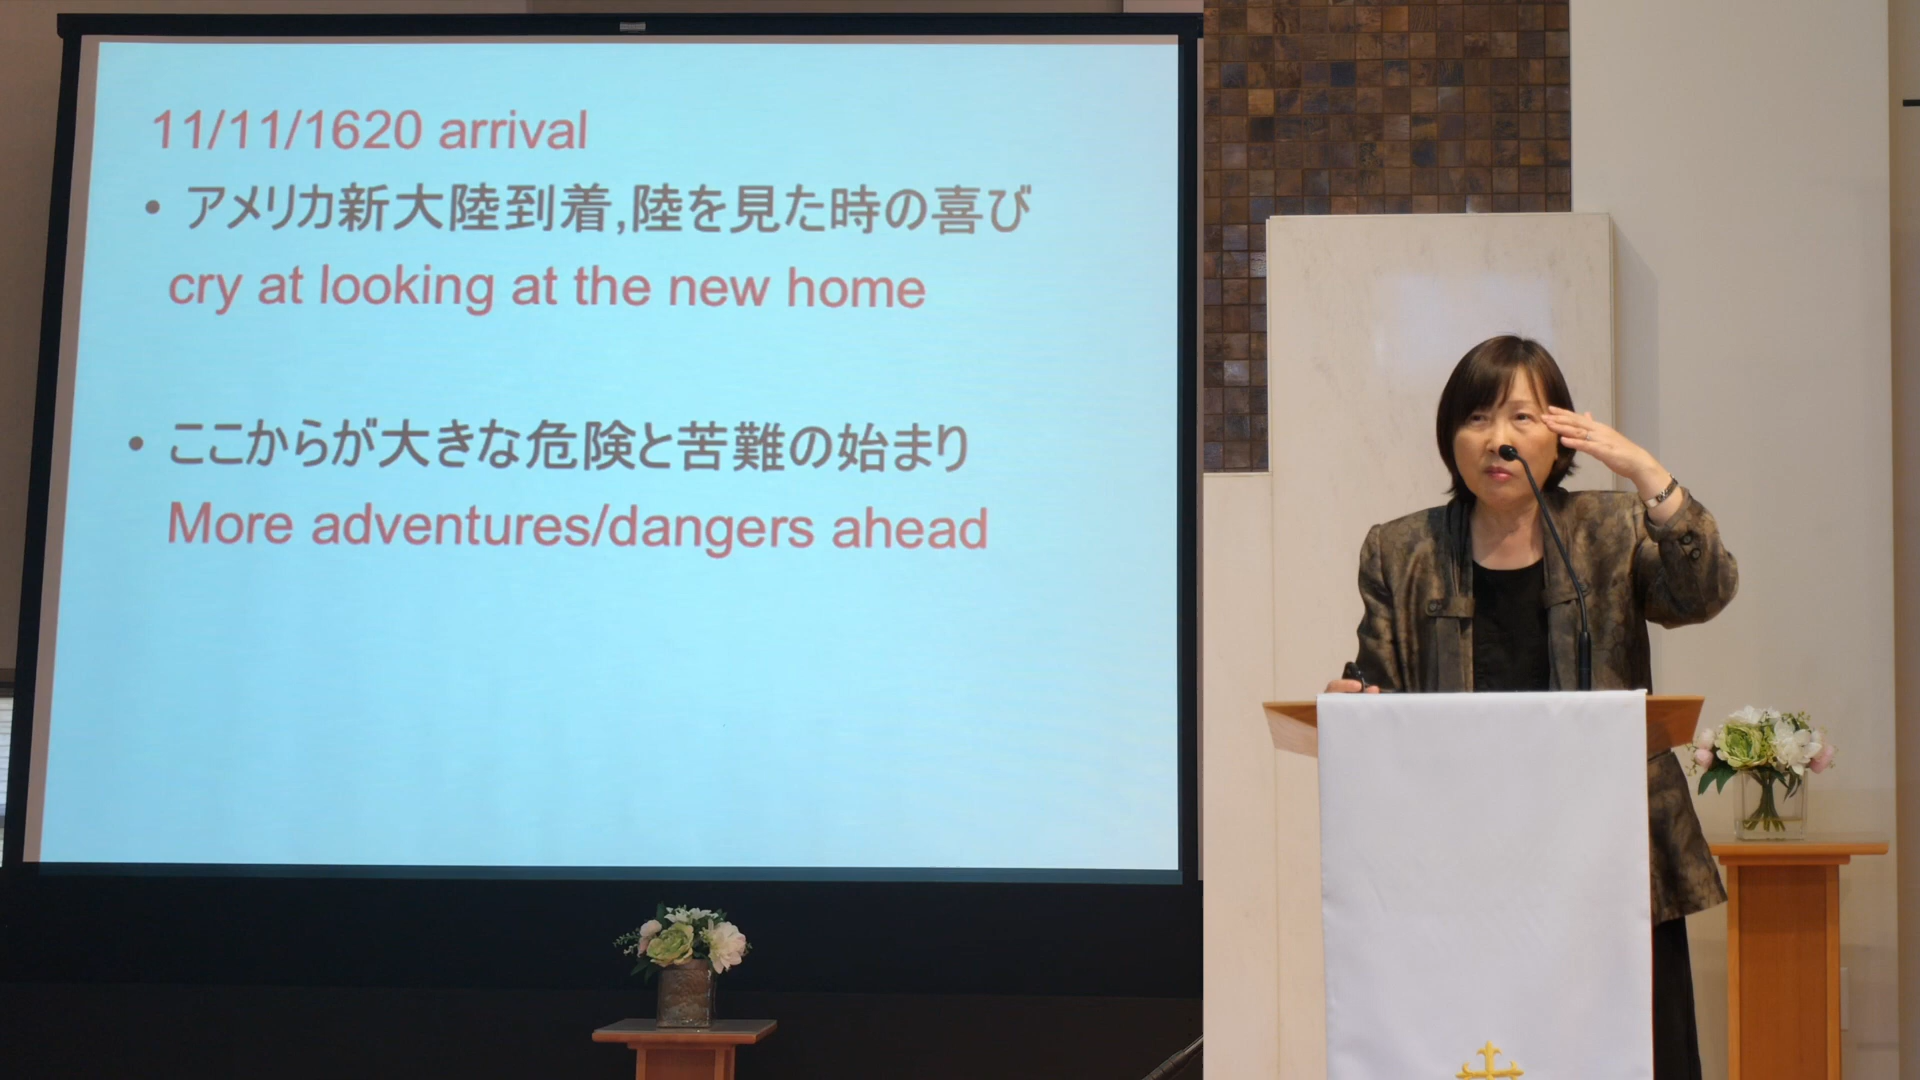 11/11/1620 arrival
• アメリカ新大陸到着,陸を見た時の喜び
cry at looking at the new home
• ここからが大きな危険と苦難の始まり
More adventures/dangers ahead